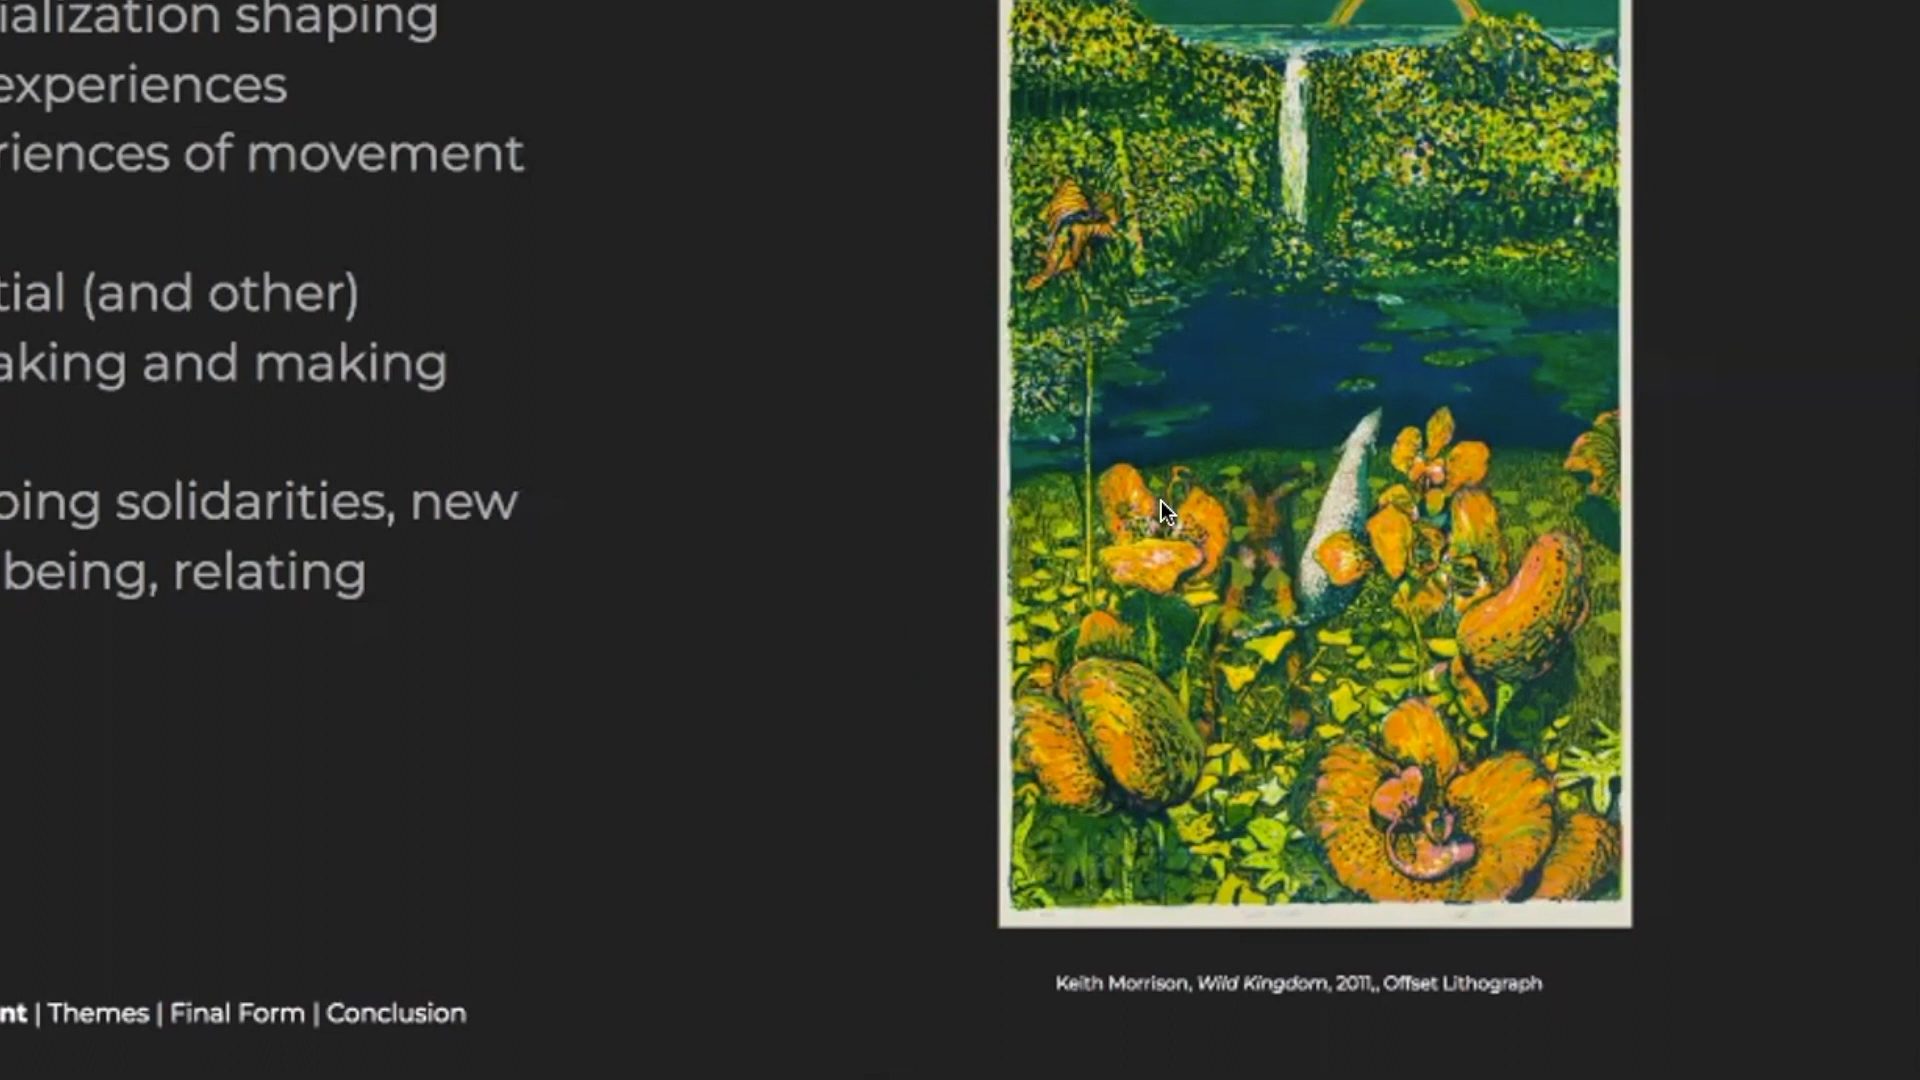 ialization shaping
experiences
riences of movement
tial (and other)
aking and making
ping solidarities, new
being, relating
Keith Morrison, Wild Kingdom, 2011,, Offset Lithograph
nt | Themes | Final Form | Conclusion